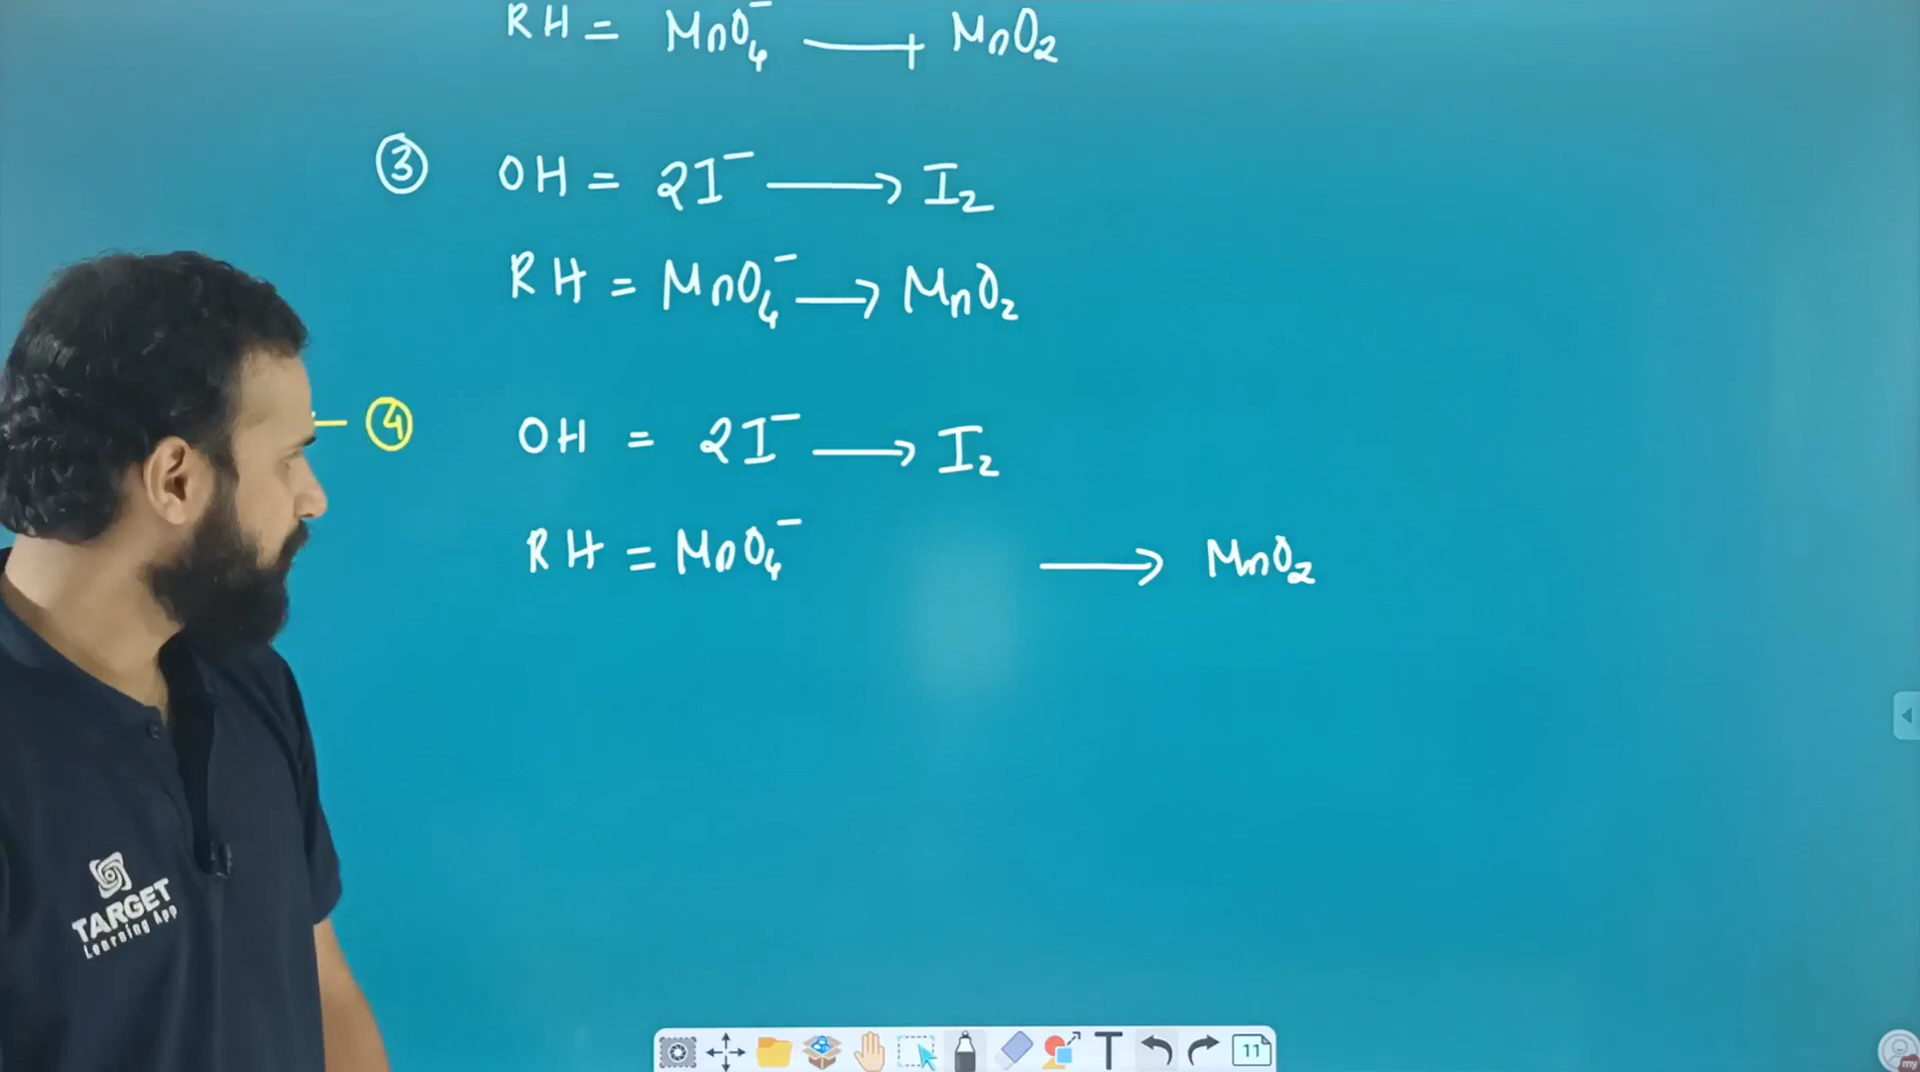 RH = MnO₄⁻ ⟶ MnO₂
③ OH = 2I⁻ ⟶ I₂
RH = MnO₄⁻ ⟶ MnO₂
④ OH = 2I⁻ ⟶ I₂
RH = MnO₄⁻ ⟶ MnO₂
TARGET
Learning App
T
11
my